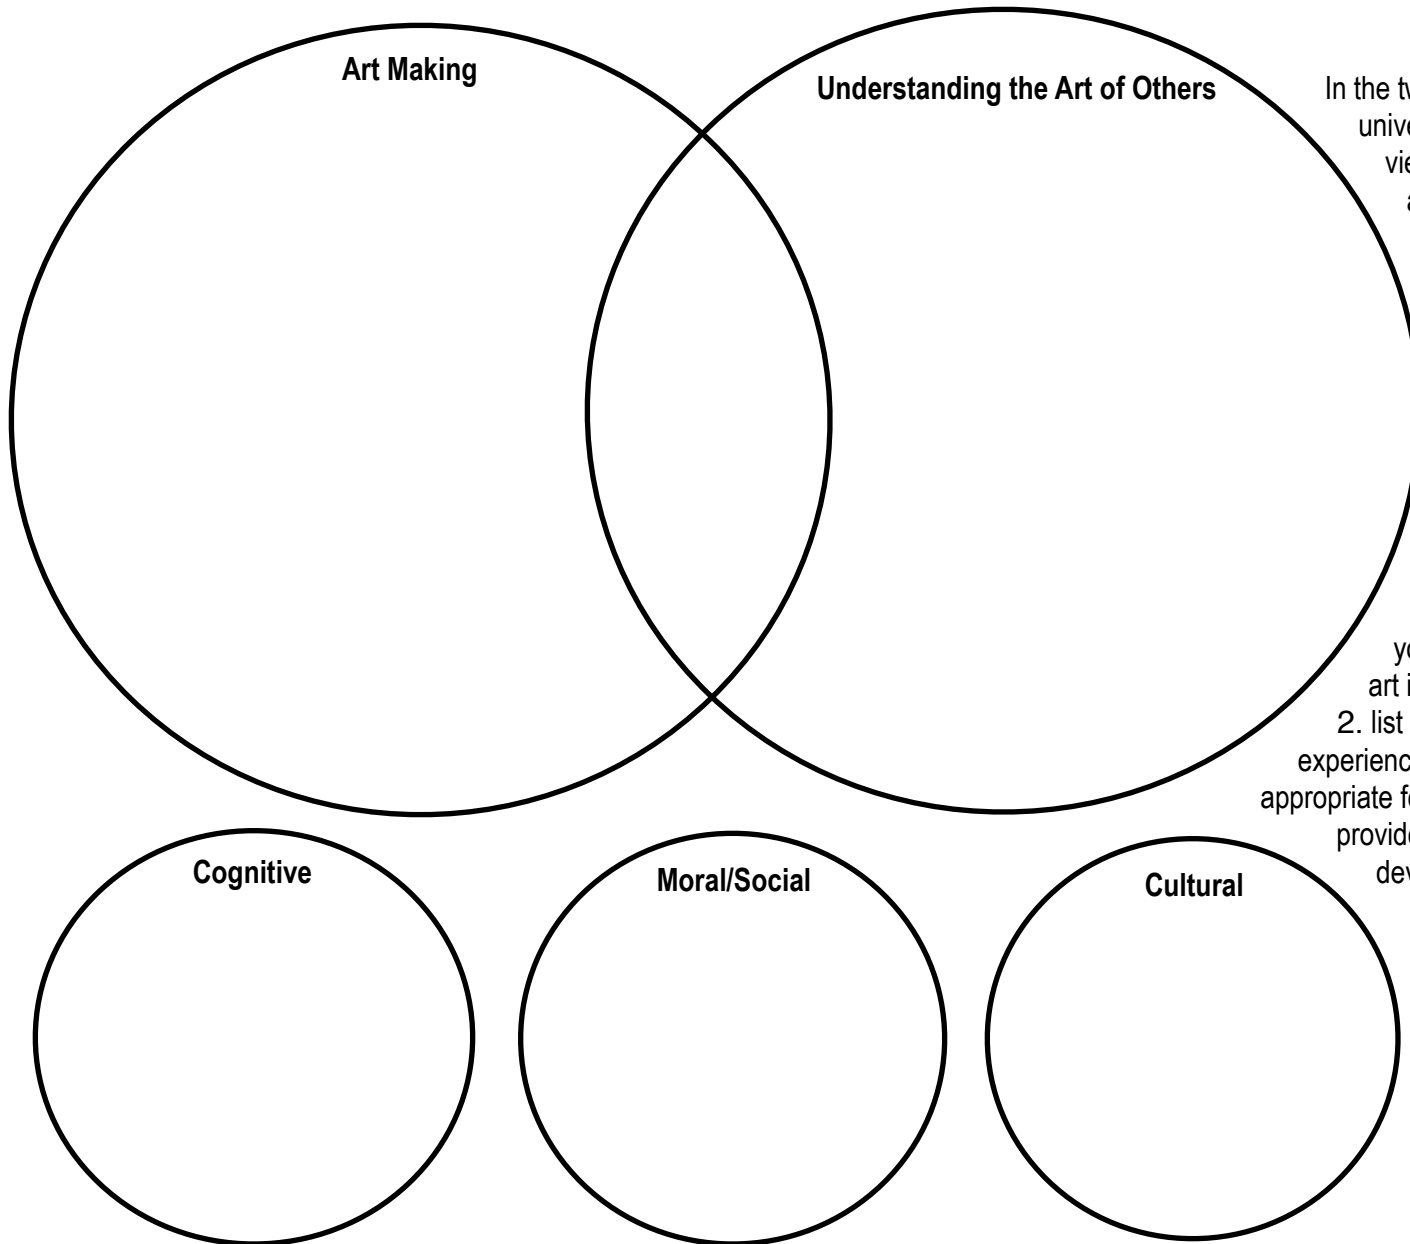 Art Making
Understanding the Art of Others
In the tw
unive
vie
a
yo
art i
2. list
experienc
appropriate fo
provide
dev
Cognitive
Moral/Social
Cultural